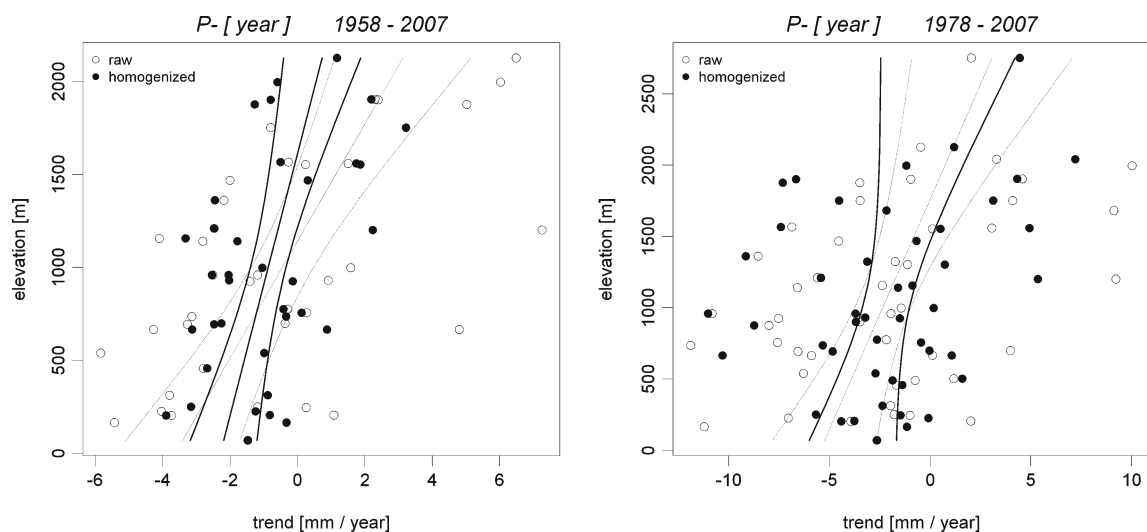 P- [ year ] 1958 - 2007
raw
homogenized
elevation [m]
2000
1500
1000
500
0
-6 -4 -2 0 2 4 6
trend [mm / year]
P- [ year ] 1978 - 2007
raw
homogenized
elevation [m]
2500
2000
1500
1000
500
0
-10 -5 0 5 10
trend [mm / year]